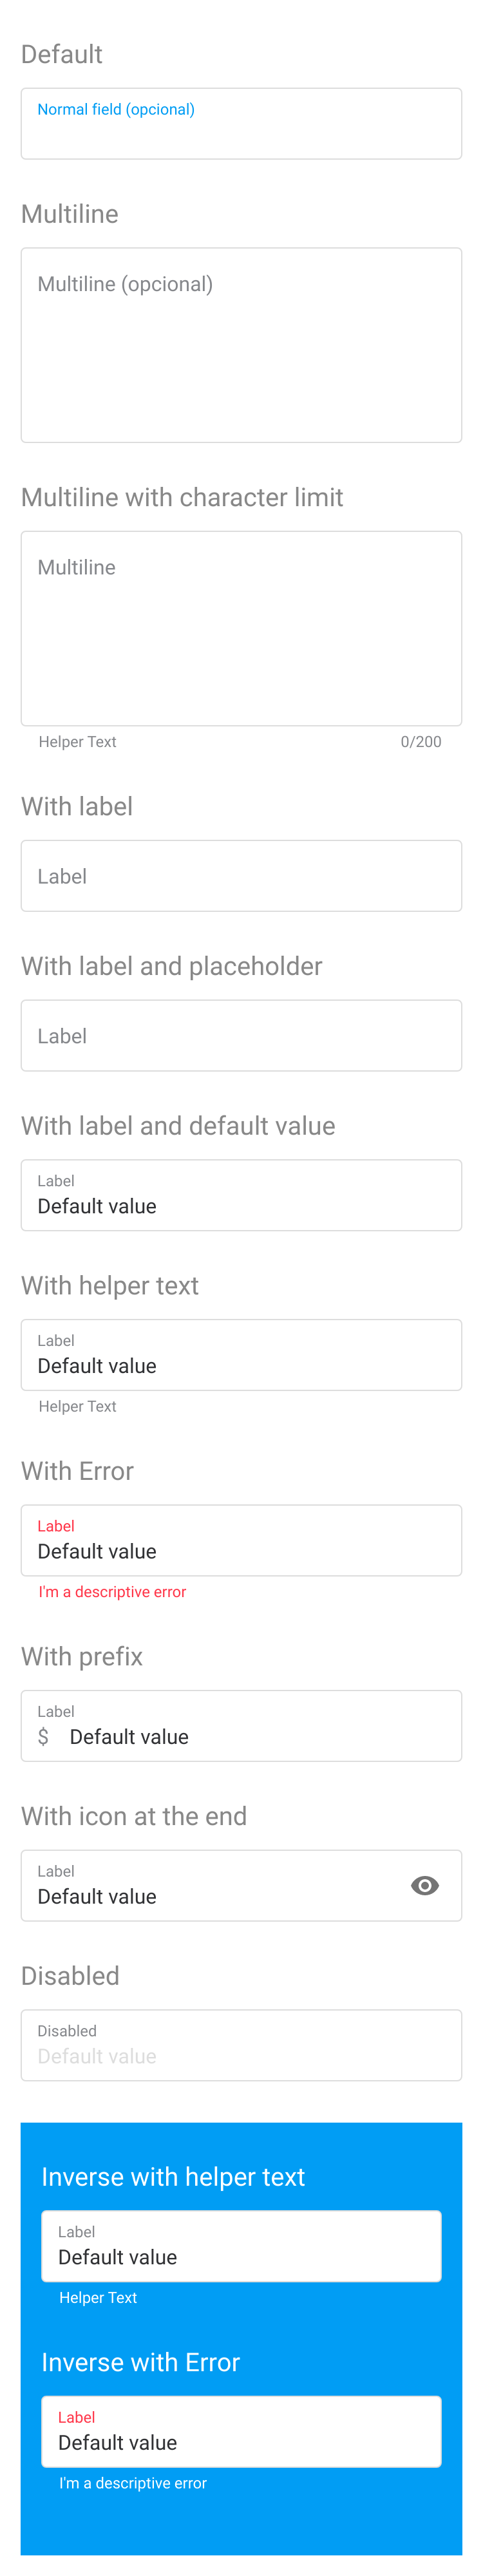 Default
Normal field (opcional)
Multiline
Multiline (opcional)
Multiline with character limit
Multiline
Helper Text 0/200
With label
Label
With label and placeholder
Label
With label and default value
Label
Default value
With helper text
Label
Default value
Helper Text
With Error
Label
Default value
I'm a descriptive error
With prefix
Label
$ Default value
With icon at the end
Label
Default value
Disabled
Disabled
Default value
Inverse with helper text
Label
Default value
Helper Text
Inverse with Error
Label
Default value
I'm a descriptive error